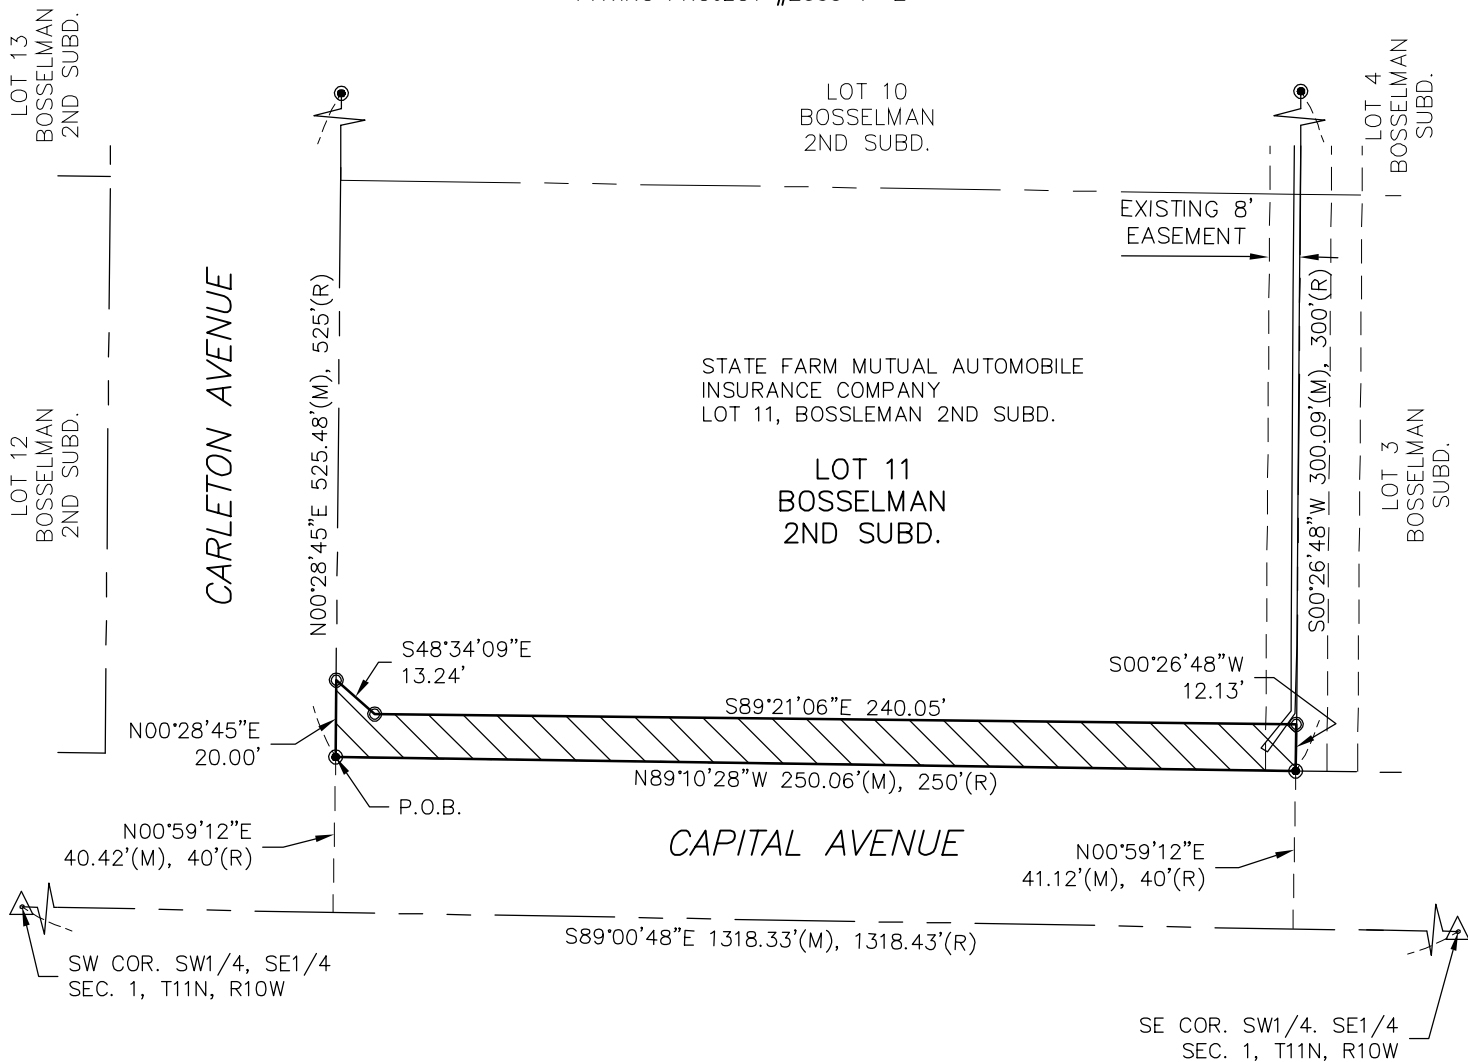 LOT 13
BOSSELMAN
2ND SUBD.
LOT 10
BOSSELMAN
2ND SUBD.
LOT 4
BOSSELMAN
SUBD.
EXISTING 8'
EASEMENT
CARLETON AVENUE
N00°28'45"E 525.48'(M), 525'(R)
STATE FARM MUTUAL AUTOMOBILE
INSURANCE COMPANY
LOT 11, BOSSLEMAN 2ND SUBD.
LOT 11
BOSSELMAN
2ND SUBD.
S00°26'48"W 300.09'(M), 300'(R)
LOT 12
BOSSELMAN
2ND SUBD.
LOT 3
BOSSELMAN
SUBD.
S48°34'09"E
13.24'
S00°26'48"W
12.13'
S89°21'06"E 240.05'
N00°28'45"E
20.00'
N89°10'28"W 250.06'(M), 250'(R)
P.O.B.
N00°59'12"E
40.42'(M), 40'(R)
CAPITAL AVENUE
N00°59'12"E
41.12'(M), 40'(R)
S89°00'48"E 1318.33'(M), 1318.43'(R)
SW COR. SW1/4, SE1/4
SEC. 1, T11N, R10W
SE COR. SW1/4. SE1/4
SEC. 1, T11N, R10W